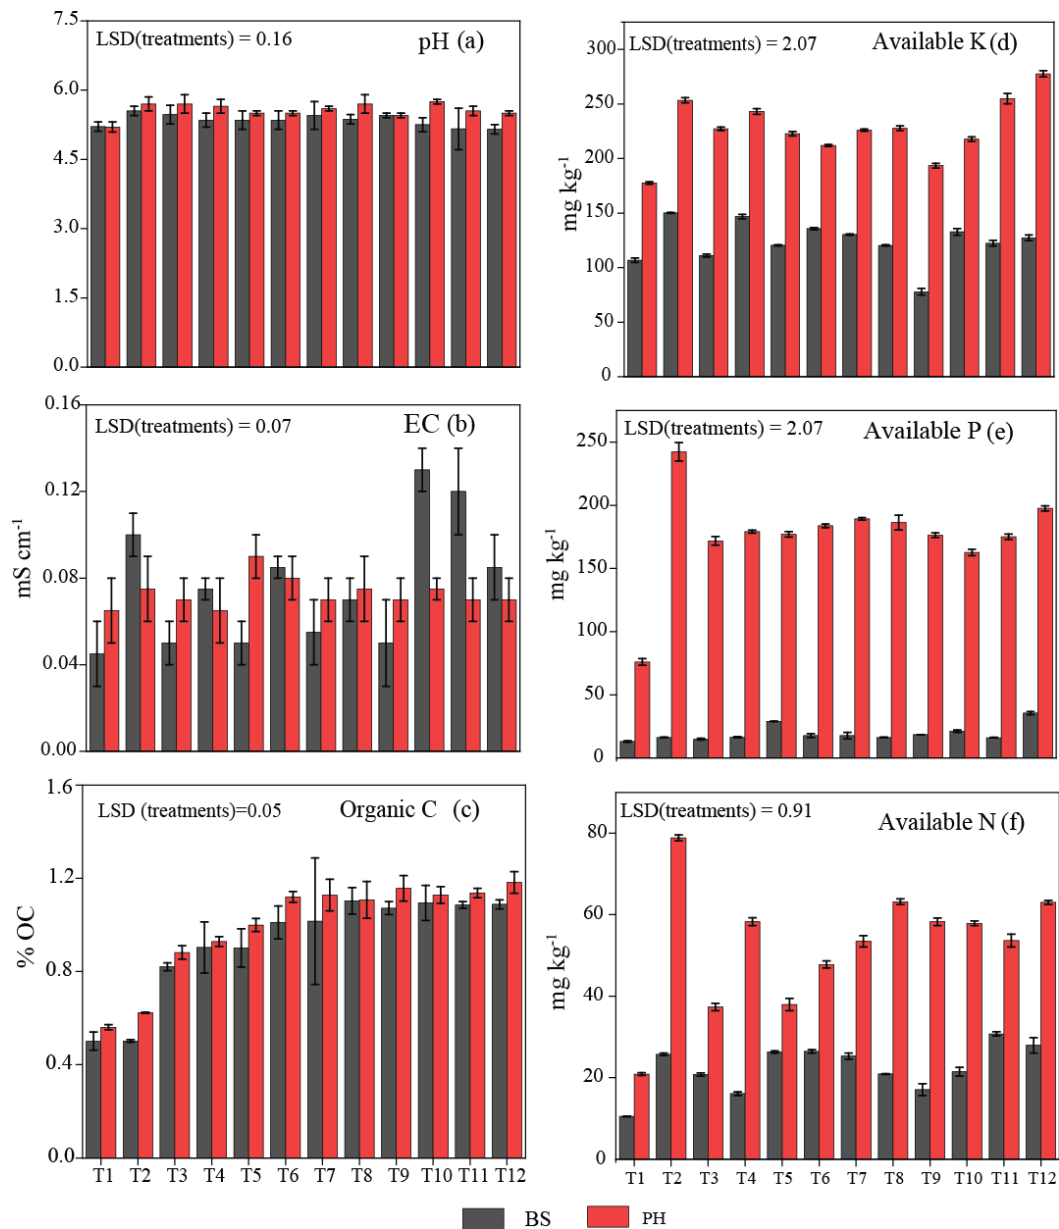 LSD(treatments) = 0.16
pH (a)
7.5
6.0
4.5
3.0
1.5
0.0
LSD(treatments) = 0.07
EC (b)
mS cm⁻¹
0.16
0.12
0.08
0.04
0.00
LSD (treatments)=0.05
Organic C (c)
% OC
1.6
1.2
0.8
0.4
0.0
T1 T2 T3 T4 T5 T6 T7 T8 T9 T10 T11 T12
LSD(treatments) = 2.07
Available K (d)
mg kg⁻¹
300
250
200
150
100
50
0
LSD(treatments) = 2.07
Available P (e)
mg kg⁻¹
250
200
150
100
50
0
LSD(treatments) = 0.91
Available N (f)
mg kg⁻¹
80
60
40
20
0
T1 T2 T3 T4 T5 T6 T7 T8 T9 T10 T11 T12
BS PH